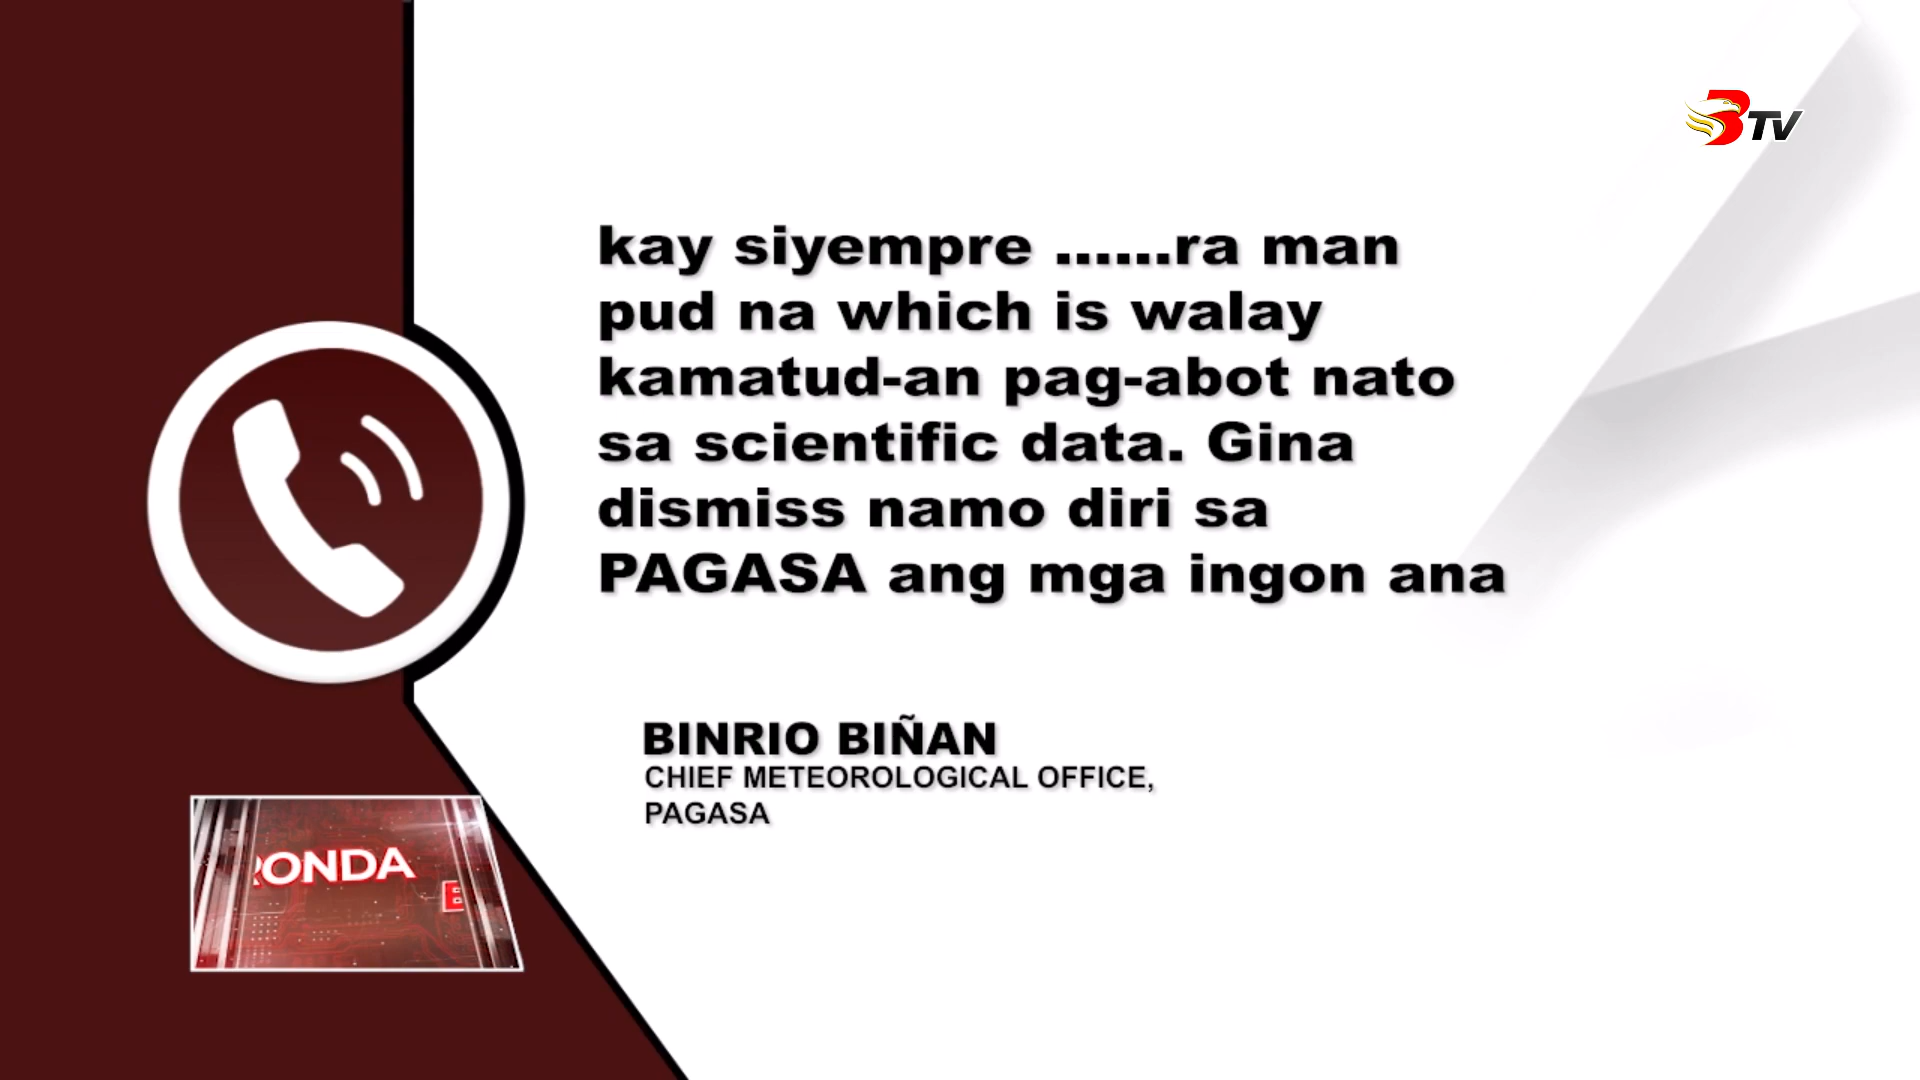 BTV
kay siyempre ......ra man
pud na which is walay
kamatud-an pag-abot nato
sa scientific data. Gina
dismiss namo diri sa
PAGASA ang mga ingon ana
BINRIO BIÑAN
CHIEF METEOROLOGICAL OFFICE,
PAGASA
RONDA
B